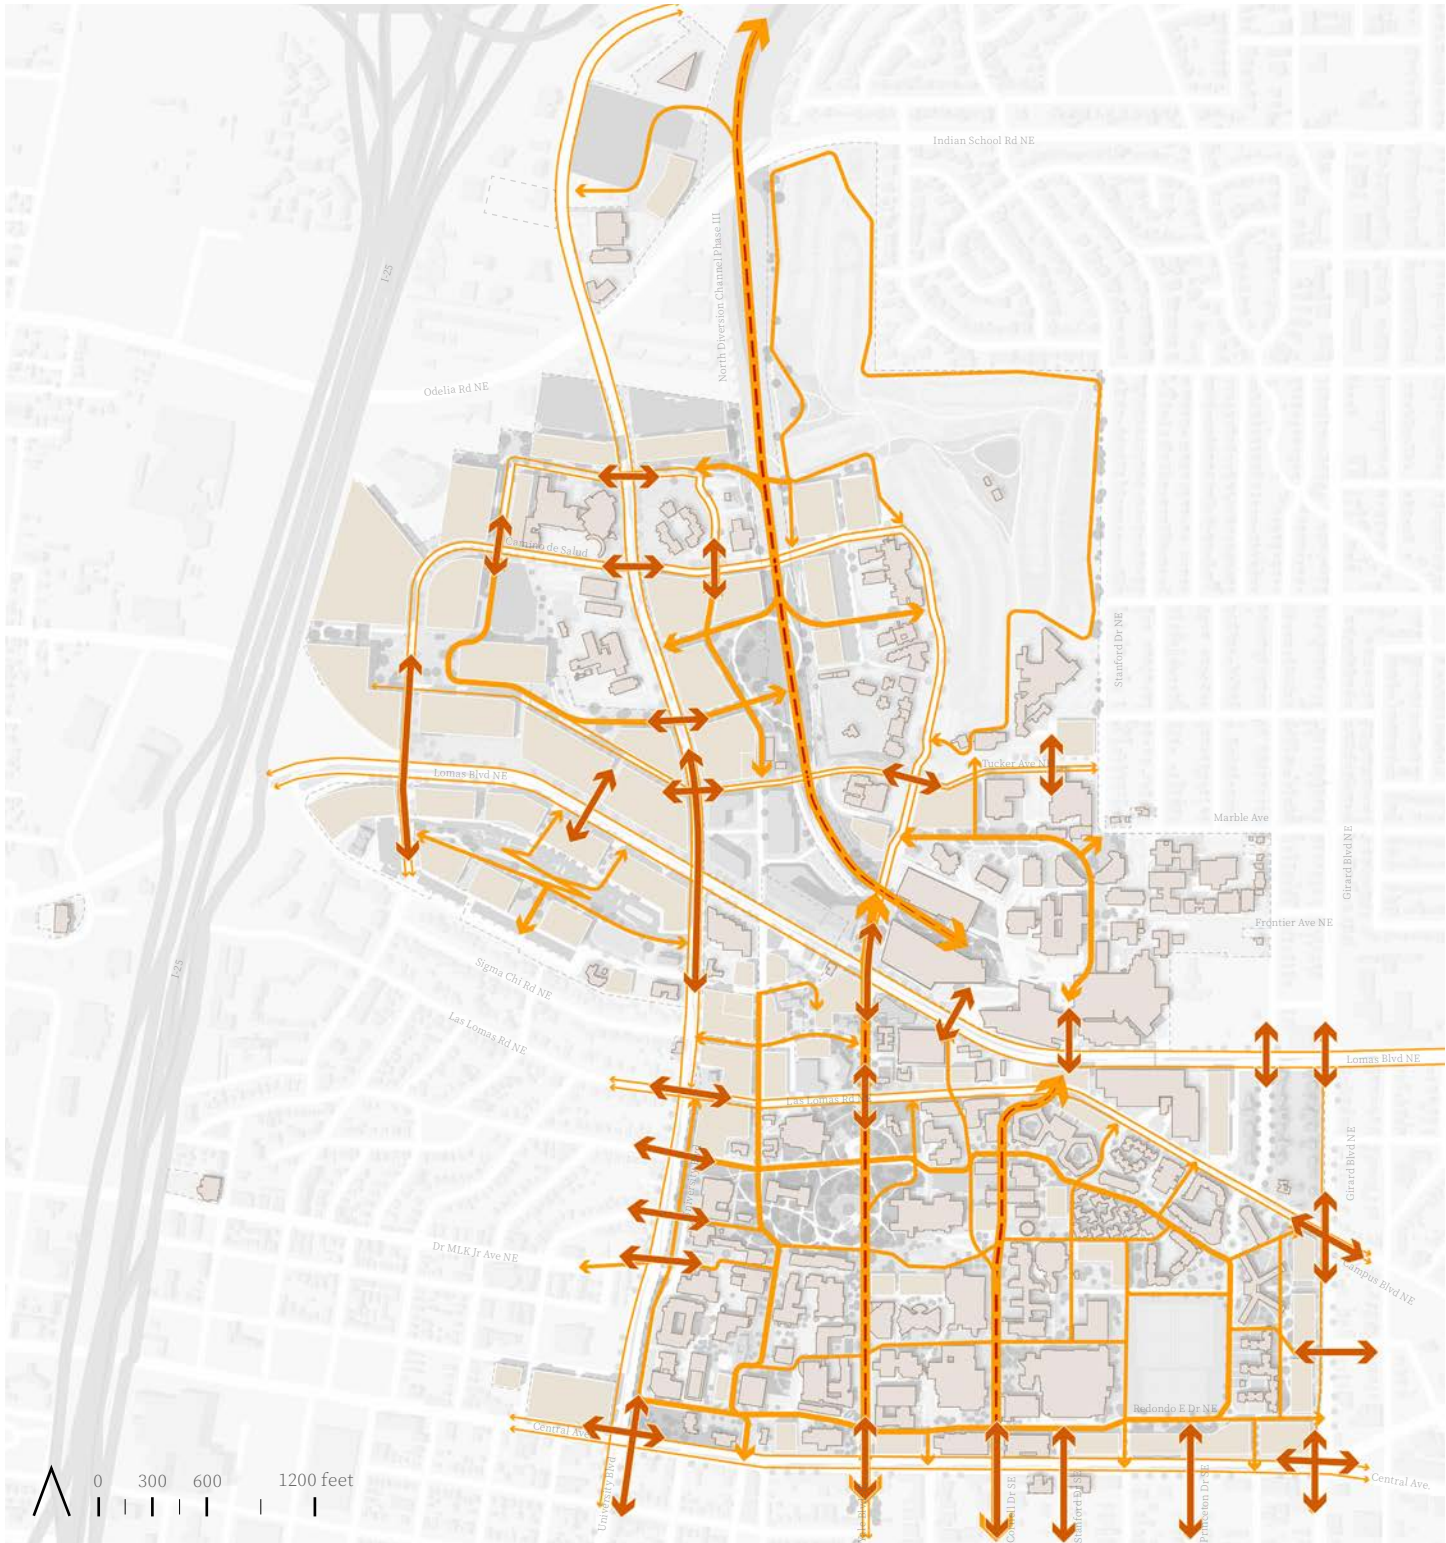 Indian School Rd NE
North Diversion Channel Phase III
I-25
Odelia Rd NE
Camino de Salud
Stanford Dr NE
Tucker Ave NE
Lomas Blvd NE
Marble Ave
Girard Blvd NE
Frontier Ave NE
I-25
Sigma Chi Rd NE
Las Lomas Rd NE
Lomas Blvd NE
Las Lomas Rd
Girard Blvd NE
Dr MLK Jr Ave NE
Campus Blvd NE
Redondo E Dr NE
Central Ave
Central Ave.
University Blvd
Cornell Dr SE
Stanford Dr SE
Princeton Dr SE
0 300 600 1200 feet